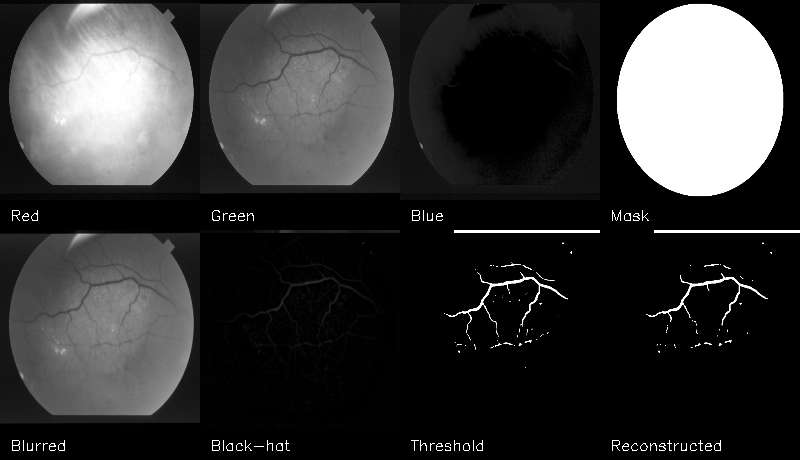 Red
Green
Blue
Mask
Blurred
Black-hat
Threshold
Reconstructed